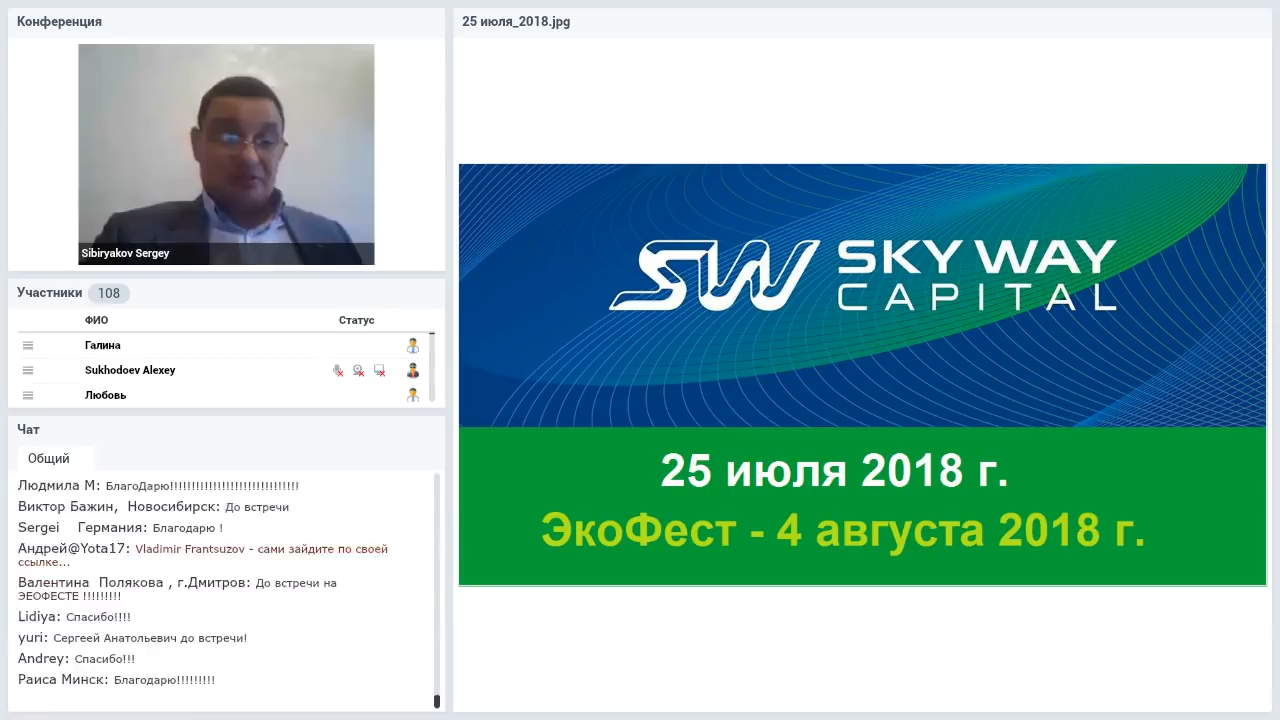 Конференция
Sibiryakov Sergey
Участники 108
ФИО Статус
Галина
Sukhodoev Alexey
Любовь
Чат
Общий
Людмила М: БлагоДарю!!!!!!!!!!!!!!!!!!!!!!!!!!!!!
Виктор Бажин, Новосибирск: До встречи
Sergei Германия: Благодарю !
Андрей@Yota17: Vladimir Frantsuzov - сами зайдите по своей
ссылке...
Валентина Полякова , г.Дмитров: До встречи на
ЭЕОФЕСТЕ !!!!!!!!!
Lidiya: Спасибо!!!!
yuri: Сергеей Анатольевич до встречи!
Andrey: Спасибо!!!
Раиса Минск: Благодарю!!!!!!!!!
25 июля_2018.jpg
SW SKY WAY
CAPITAL
25 июля 2018 г.
ЭкоФест - 4 августа 2018 г.